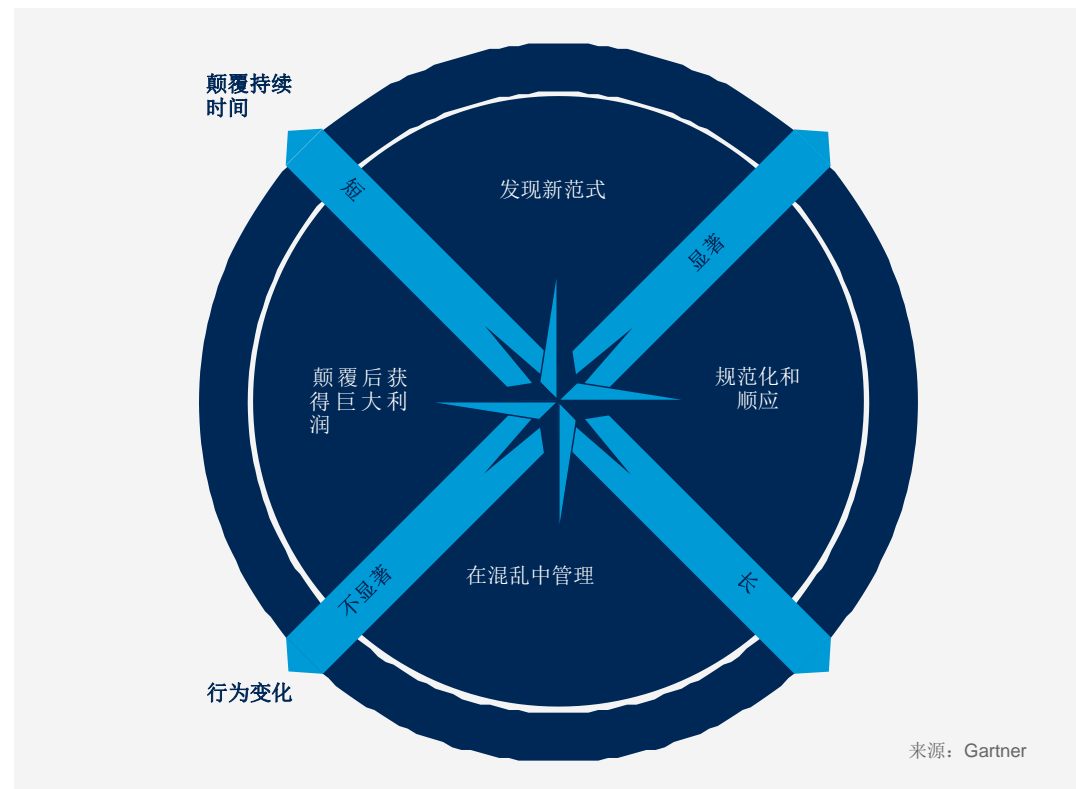 颠覆持续
时间
短
发现新范式
显著
颠覆后获
得巨大利
润
规范化和
顺应
不显著
在混乱中管理
长
行为变化
来源：Gartner